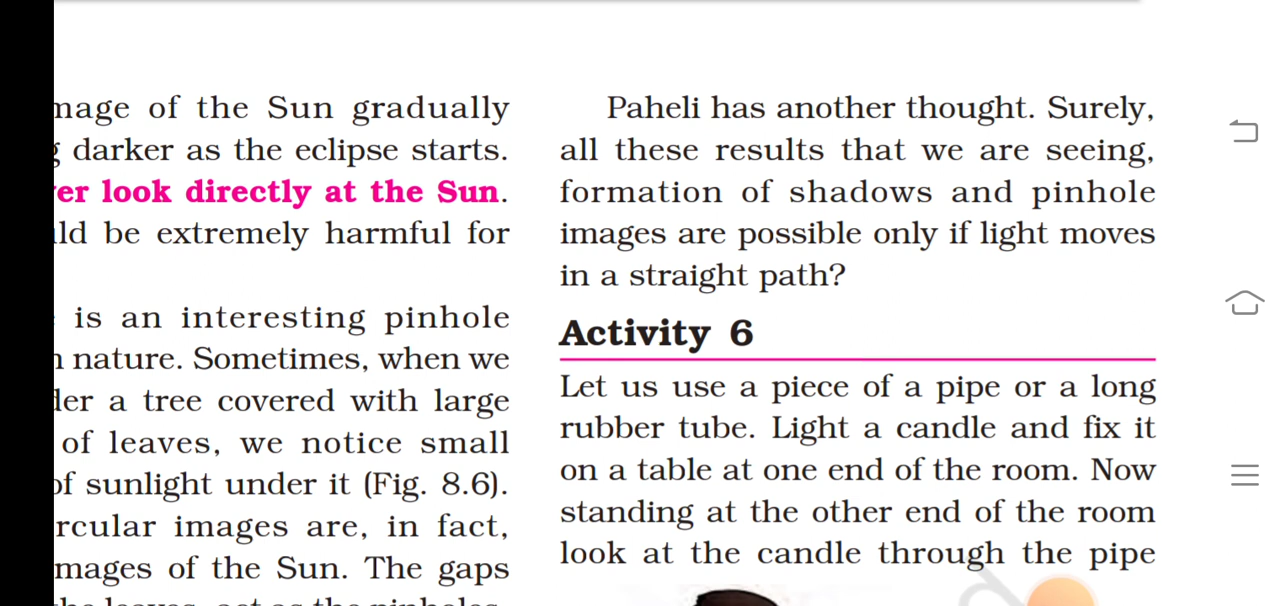 mage of the Sun gradually
darker as the eclipse starts.
er look directly at the Sun.
ld be extremely harmful for
is an interesting pinhole
nature. Sometimes, when we
der a tree covered with large
of leaves, we notice small
of sunlight under it (Fig. 8.6).
rcular images are, in fact,
mages of the Sun. The gaps
Paheli has another thought. Surely,
all these results that we are seeing,
formation of shadows and pinhole
images are possible only if light moves
in a straight path?
Activity 6
Let us use a piece of a pipe or a long
rubber tube. Light a candle and fix it
on a table at one end of the room. Now
standing at the other end of the room
look at the candle through the pipe